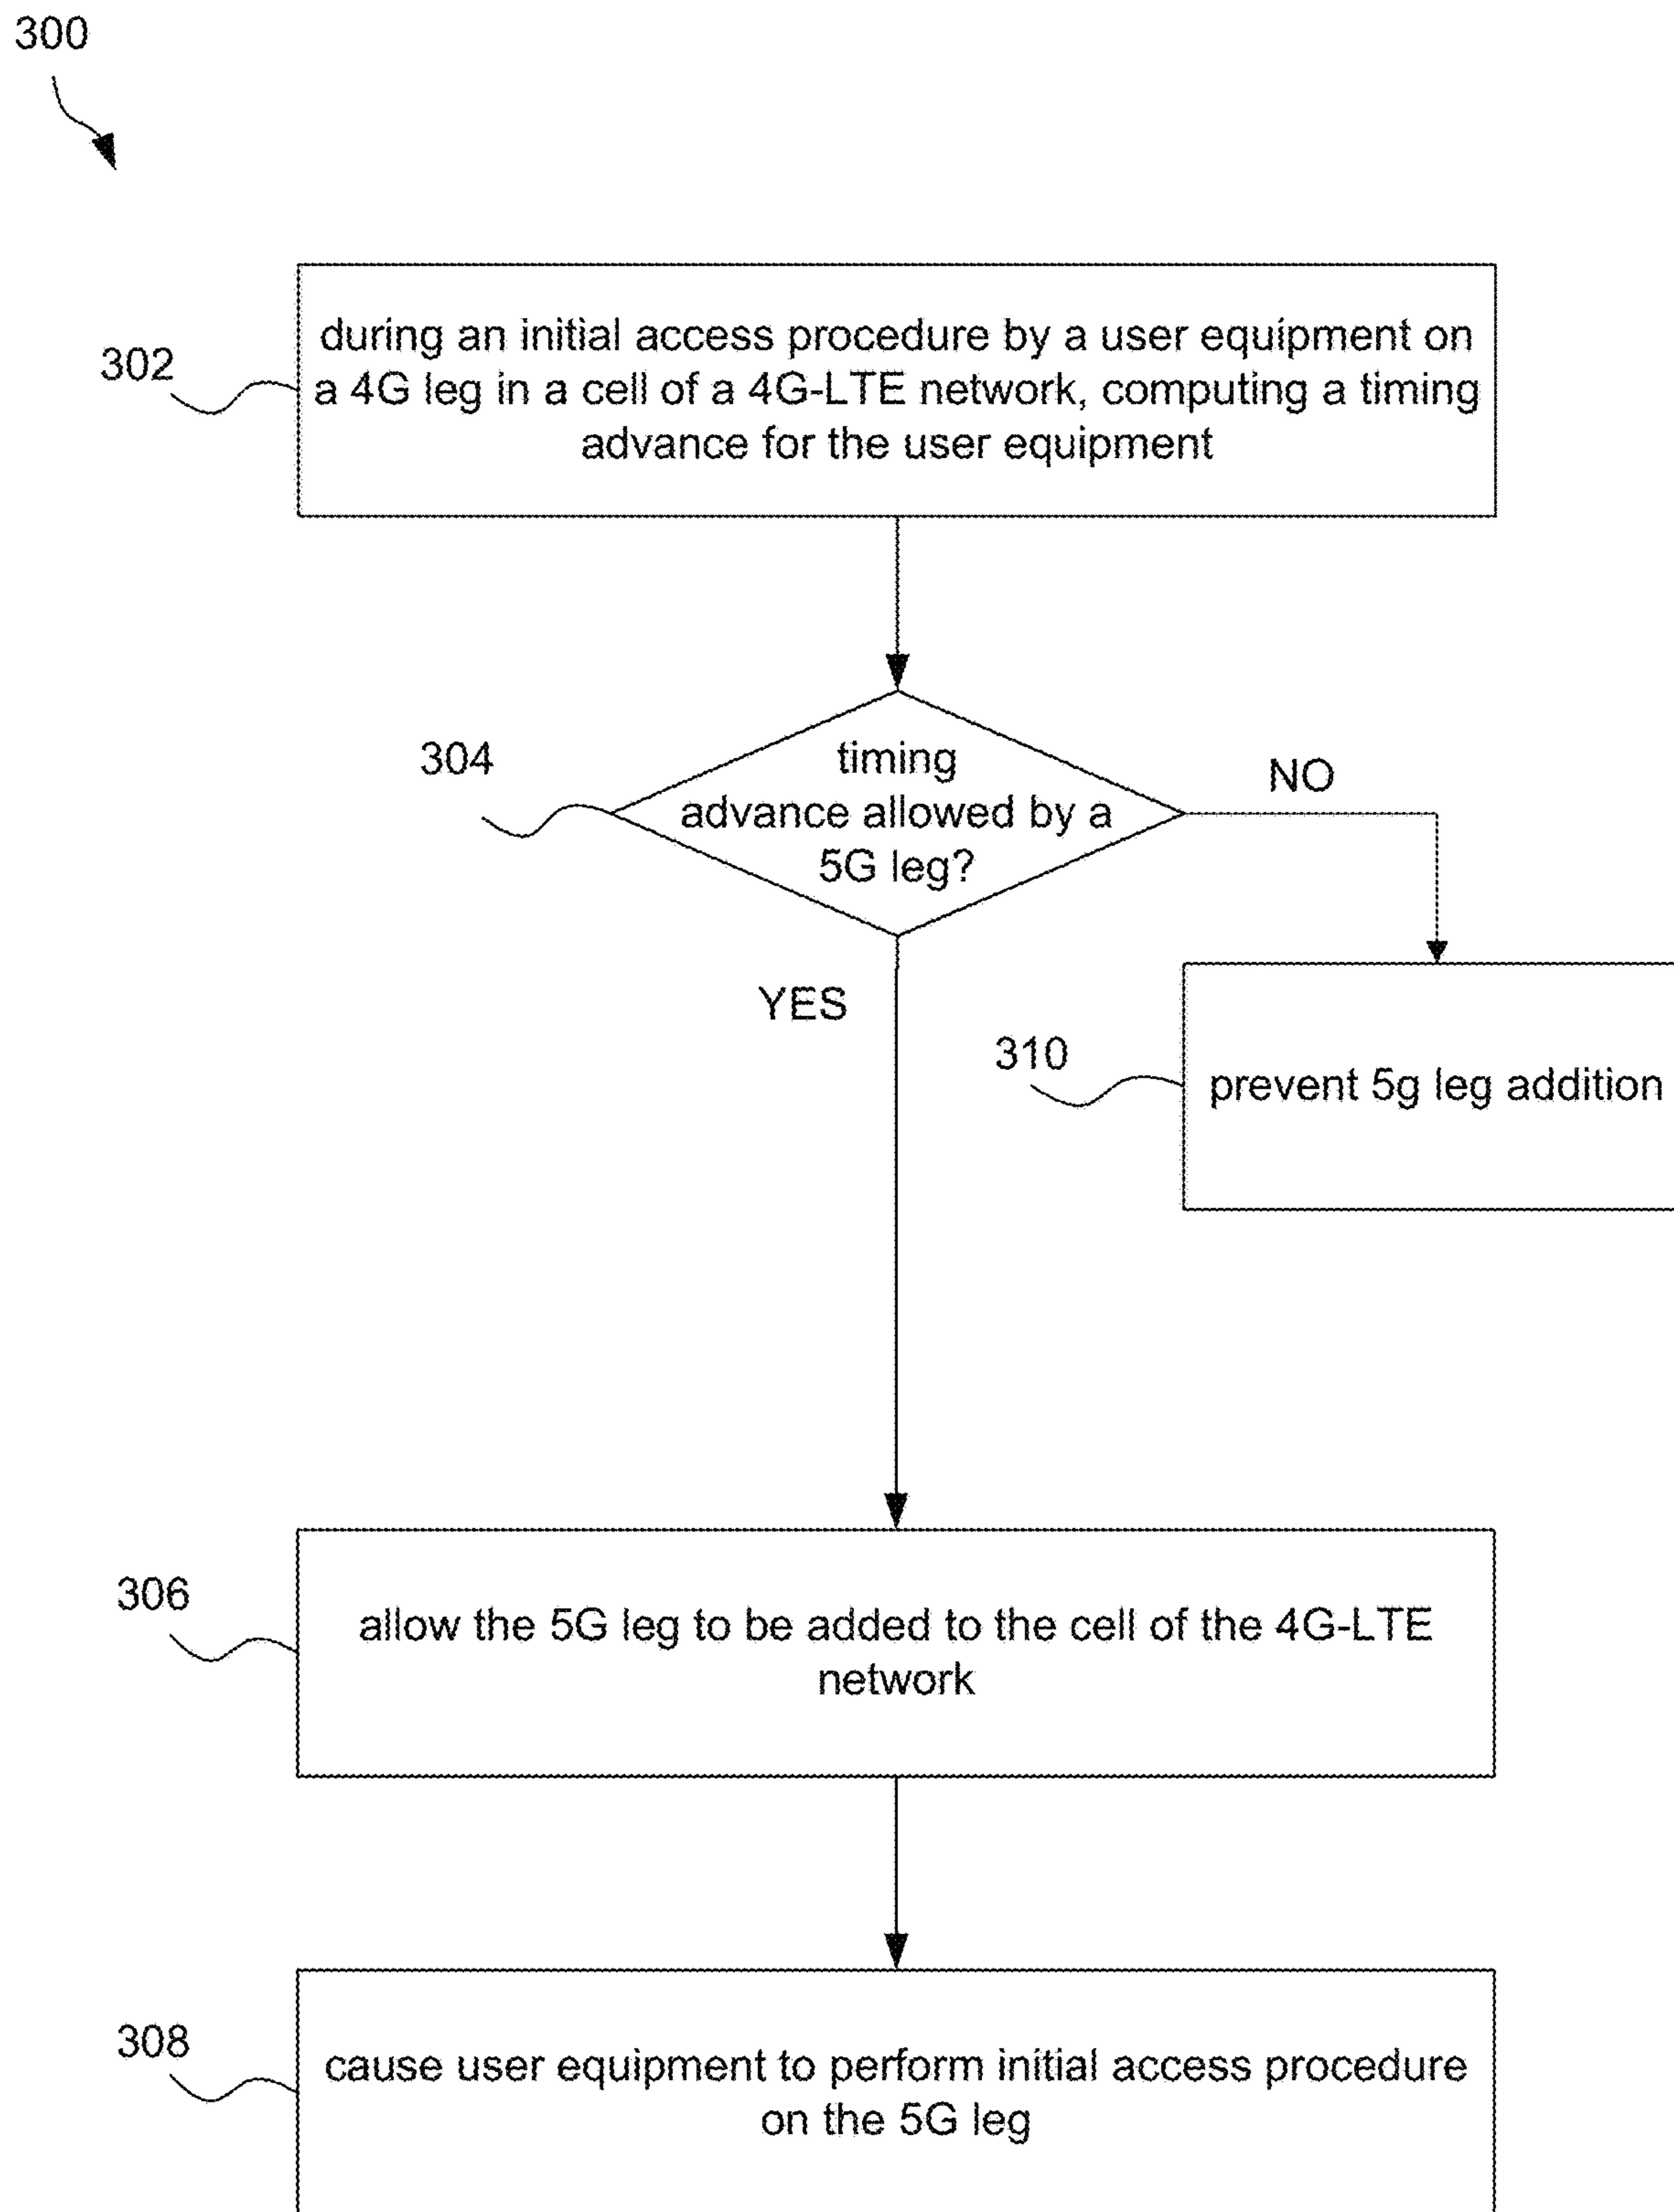 300
302
during an initial access procedure by a user equipment on
a 4G leg in a cell of a 4G-LTE network, computing a timing
advance for the user equipment
304
timing
advance allowed by a
5G leg?
NO
YES
310
prevent 5g leg addition
306
allow the 5G leg to be added to the cell of the 4G-LTE
network
308
cause user equipment to perform initial access procedure
on the 5G leg